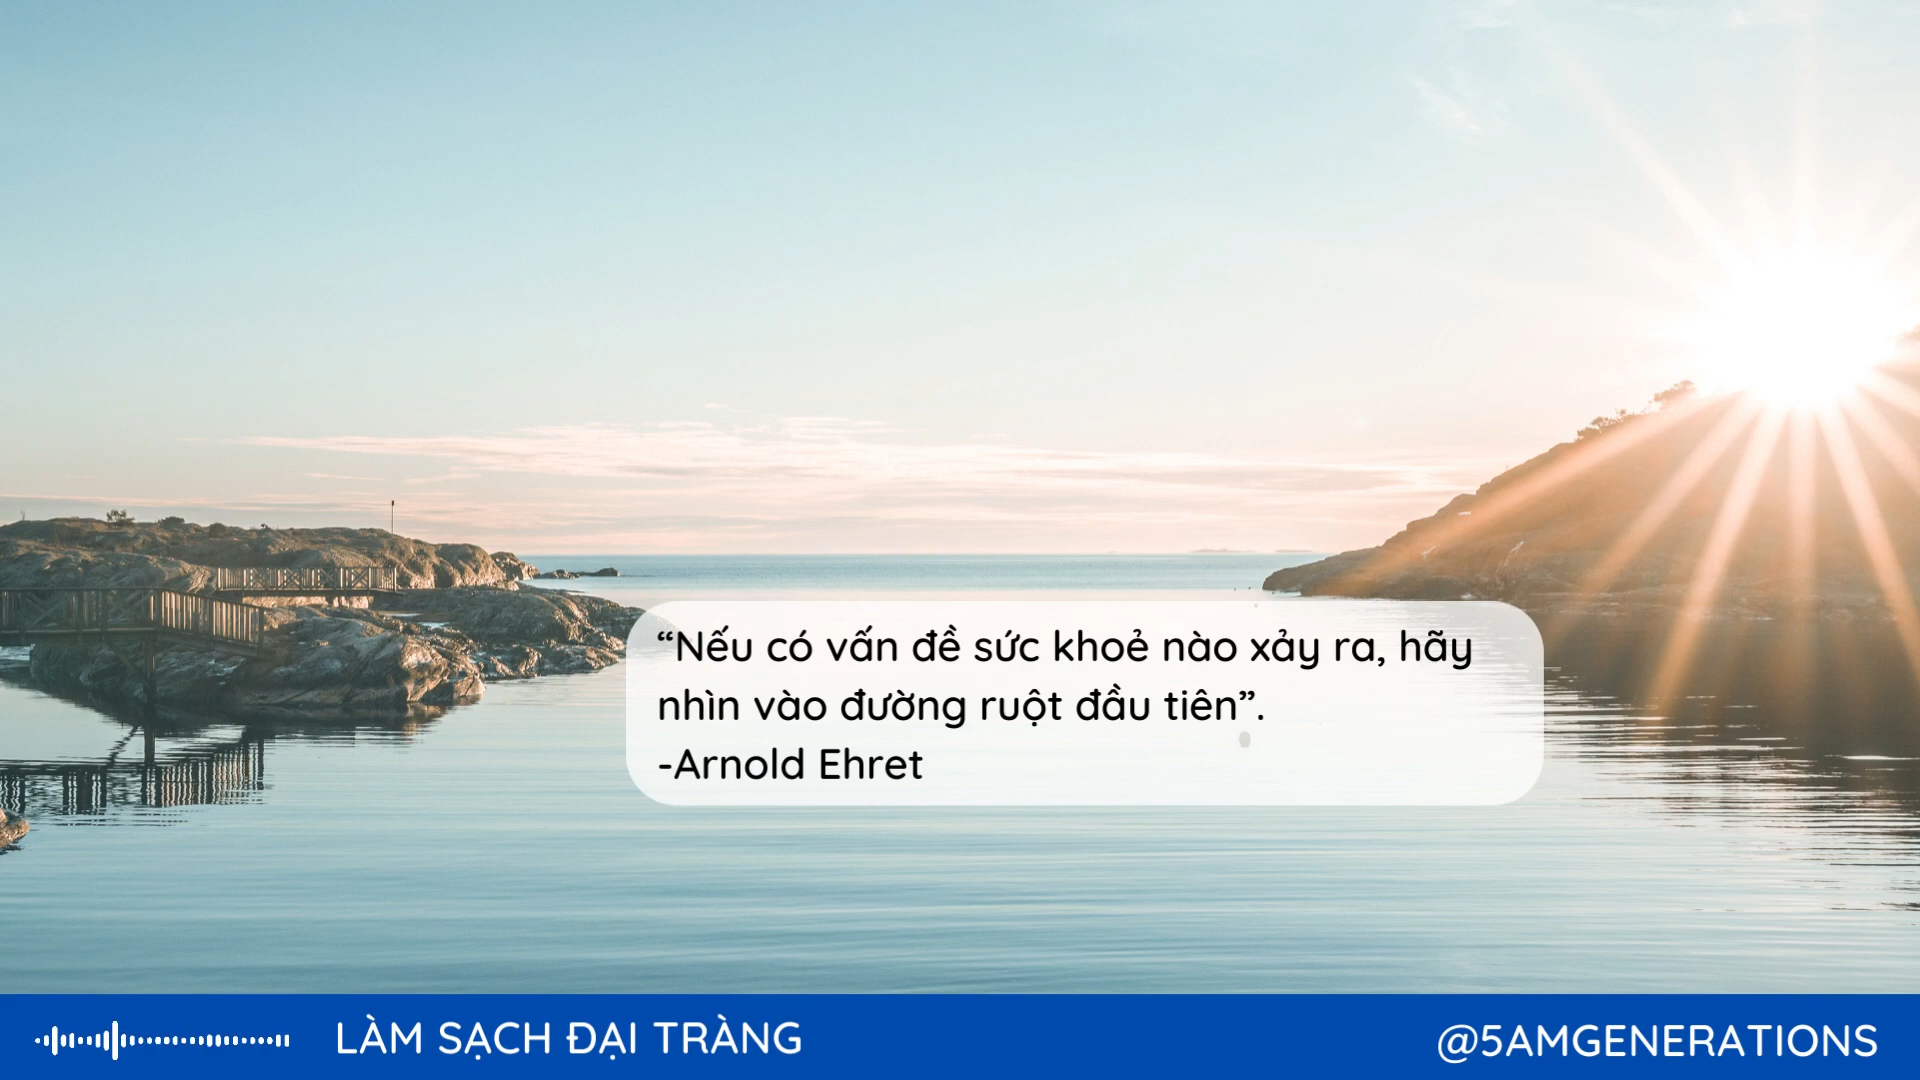 “Nếu có vấn đề sức khoẻ nào xảy ra, hãy
nhìn vào đường ruột đầu tiên”.
-Arnold Ehret
LÀM SẠCH ĐẠI TRÀNG
@5AMGENERATIONS